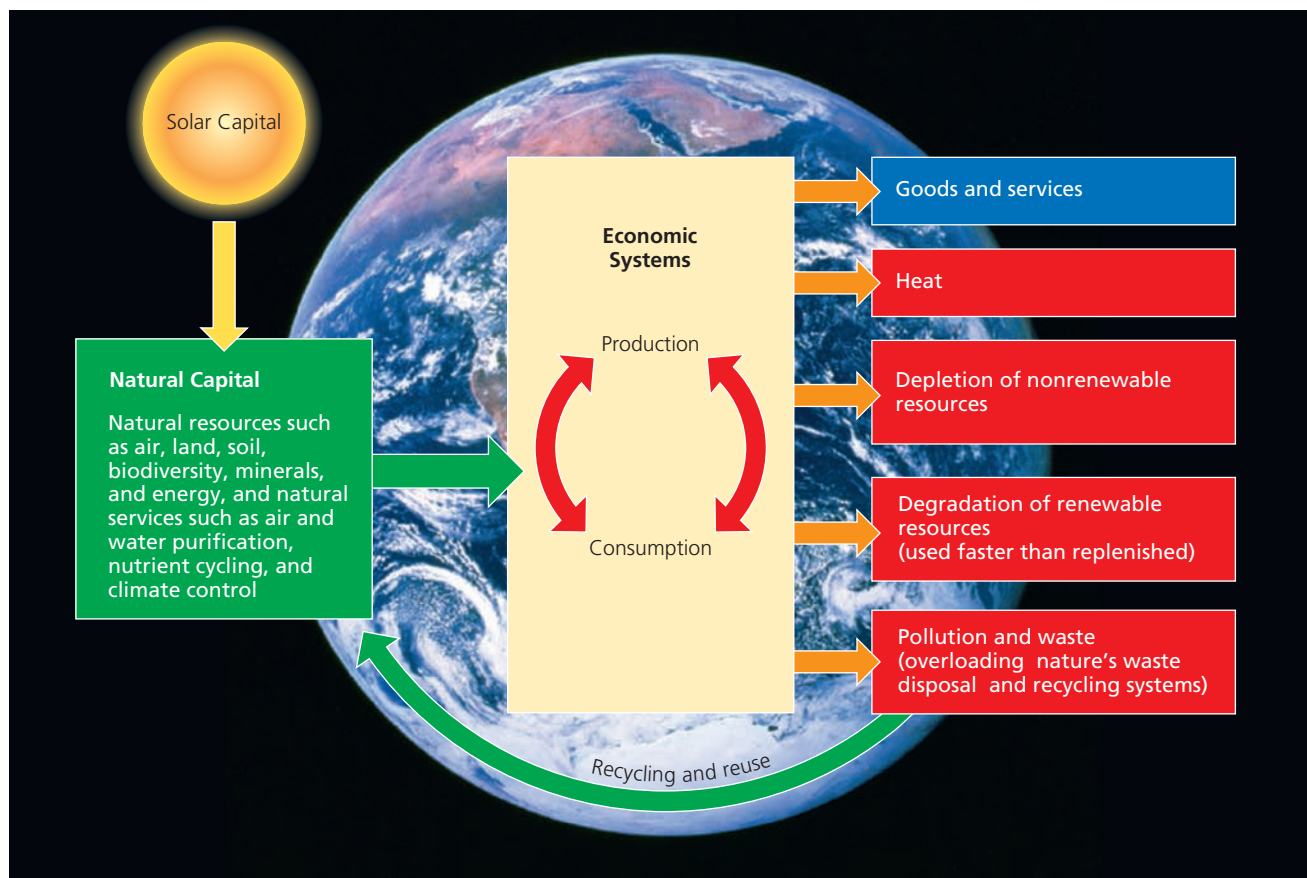 Solar Capital
Natural Capital
Natural resources such
as air, land, soil,
biodiversity, minerals,
and energy, and natural
services such as air and
water purification,
nutrient cycling, and
climate control
Economic
Systems
Production
Consumption
Goods and services
Heat
Depletion of nonrenewable
resources
Degradation of renewable
resources
(used faster than replenished)
Pollution and waste
(overloading nature’s waste
disposal and recycling systems)
Recycling and reuse